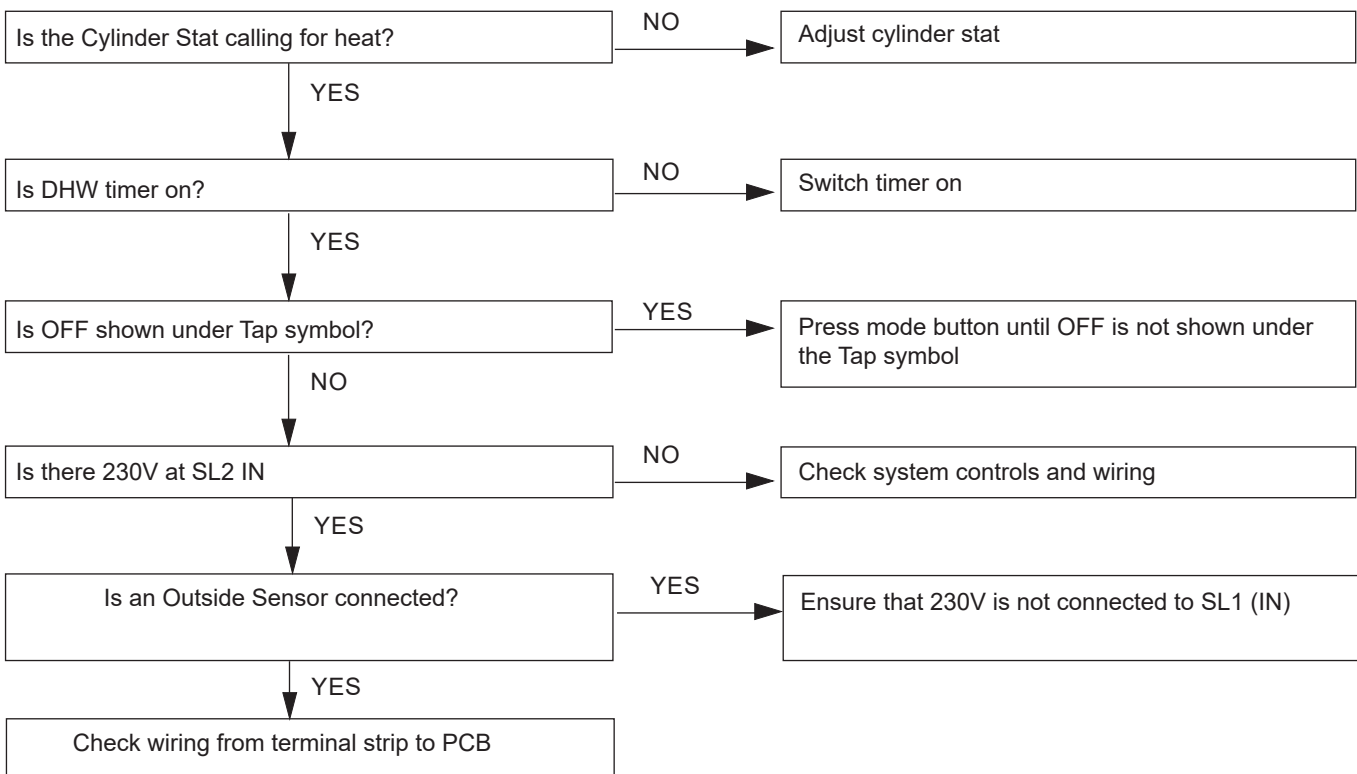 Is the Cylinder Stat calling for heat?
NO
Adjust cylinder stat
YES
Is DHW timer on?
NO
Switch timer on
YES
Is OFF shown under Tap symbol?
YES
Press mode button until OFF is not shown under
the Tap symbol
NO
Is there 230V at SL2 IN
NO
Check system controls and wiring
YES
Is an Outside Sensor connected?
YES
Ensure that 230V is not connected to SL1 (IN)
YES
Check wiring from terminal strip to PCB